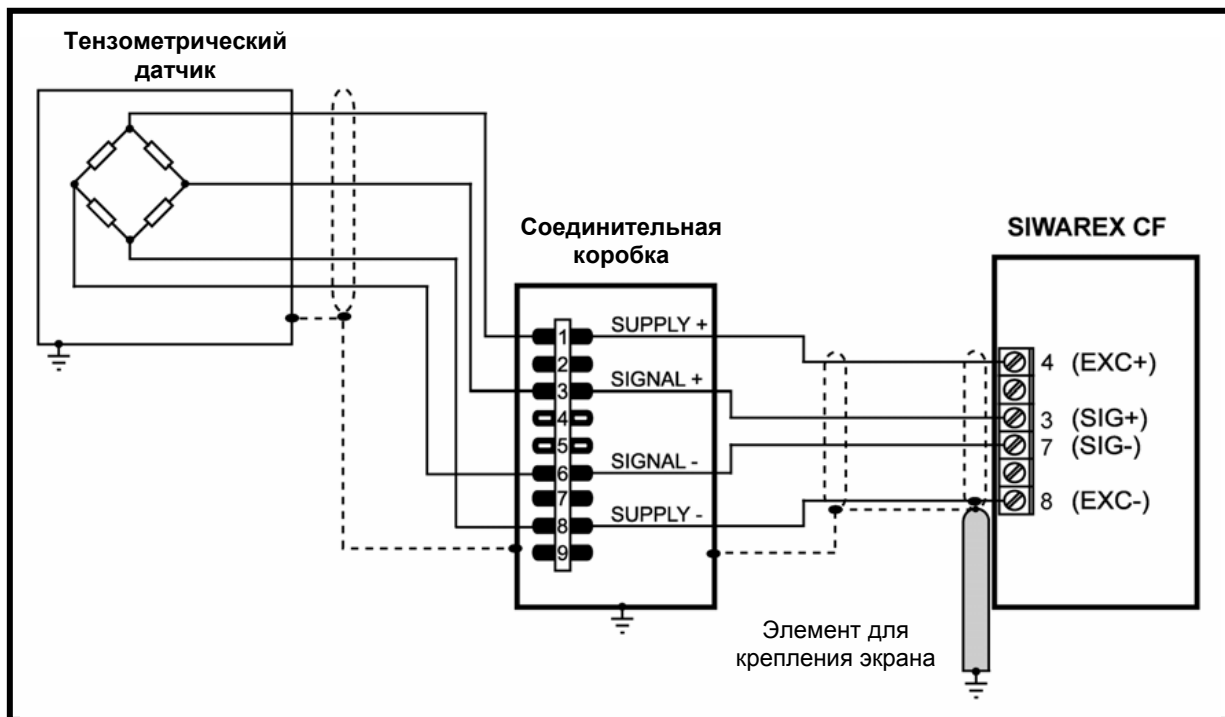 Тензометрический
датчик
Соединительная
коробка
SIWAREX CF
1
2
3
4
5
6
7
8
9
SUPPLY +
SIGNAL +
SIGNAL -
SUPPLY -
4 (EXC+)
3 (SIG+)
7 (SIG-)
8 (EXC-)
Элемент для
крепления экрана